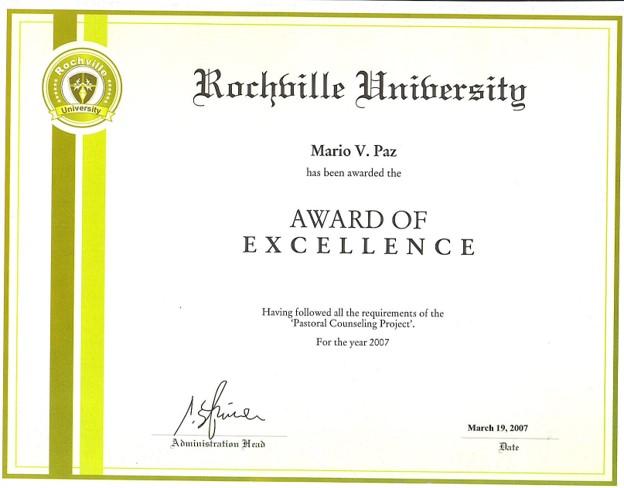 Rochville
University
Rochville University
Mario V. Paz
has been awarded the
AWARD OF
EXCELLENCE
Having followed all the requirements of the
'Pastoral Counseling Project'.
For the year 2007
March 19, 2007
Administration Head
Date